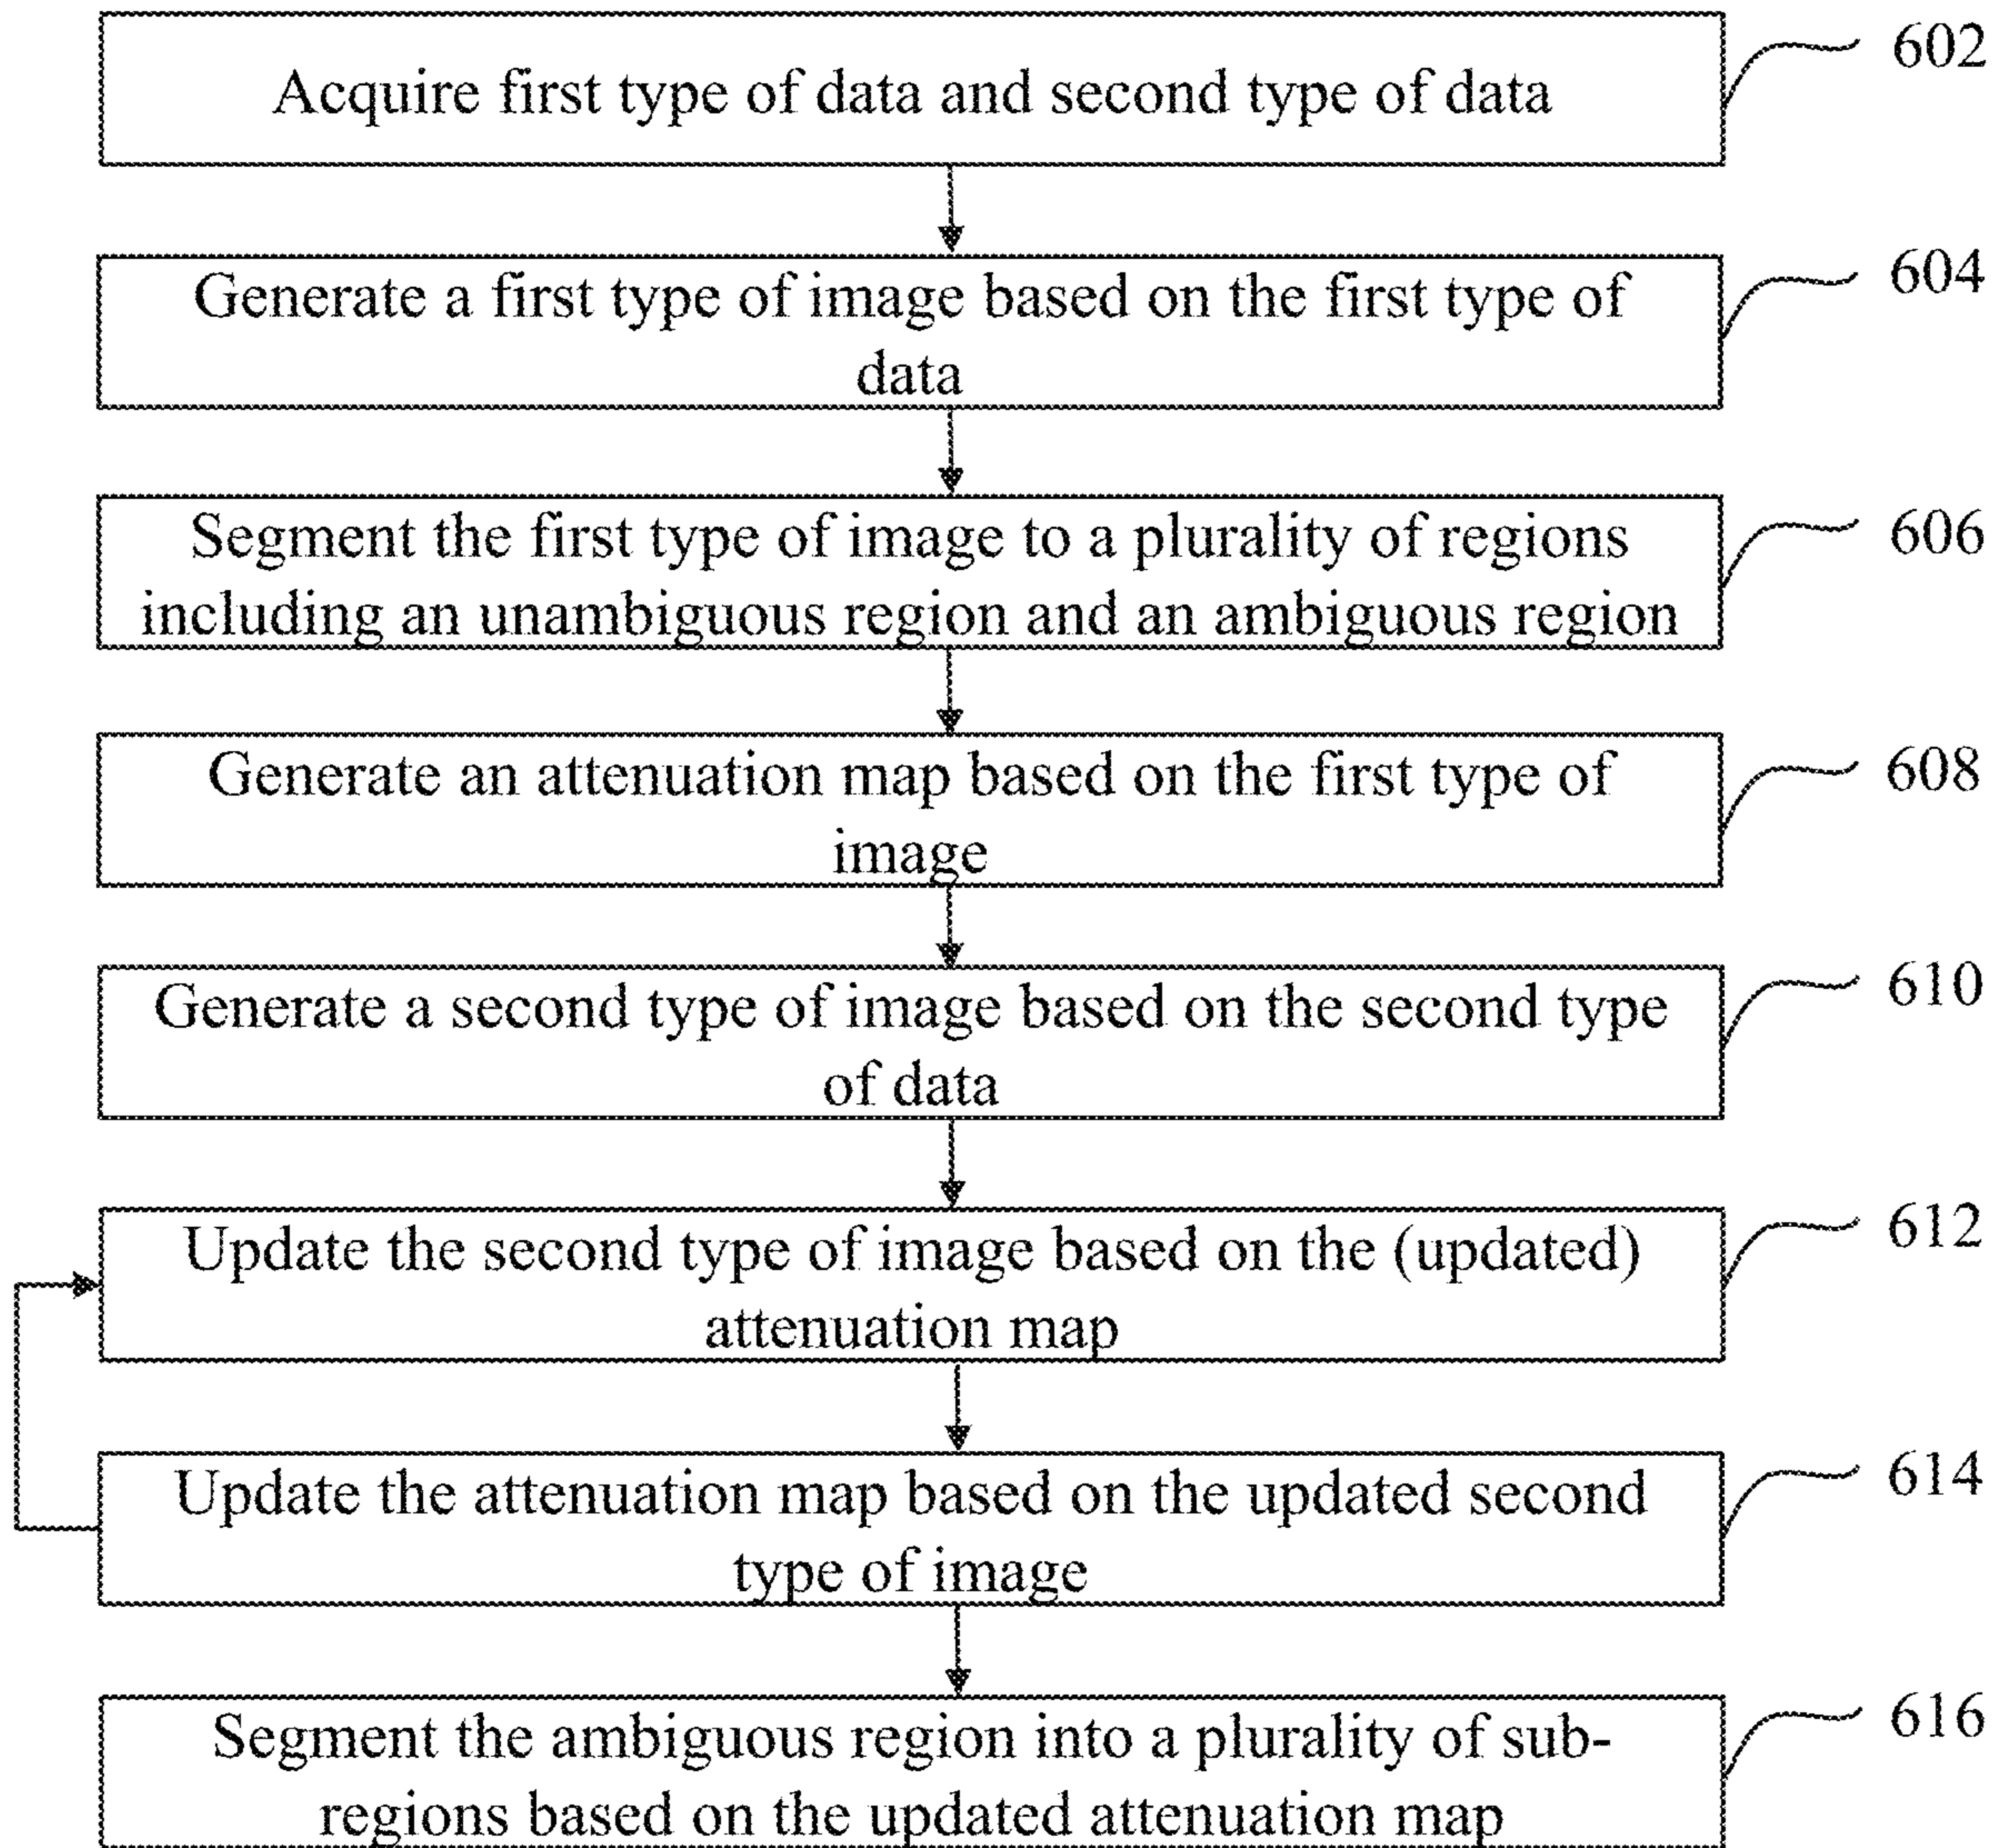 Acquire first type of data and second type of data
602
Generate a first type of image based on the first type of
data
604
Segment the first type of image to a plurality of regions
including an unambiguous region and an ambiguous region
606
Generate an attenuation map based on the first type of
image
608
Generate a second type of image based on the second type
of data
610
Update the second type of image based on the (updated)
attenuation map
612
Update the attenuation map based on the updated second
type of image
614
Segment the ambiguous region into a plurality of sub-
regions based on the updated attenuation map
616